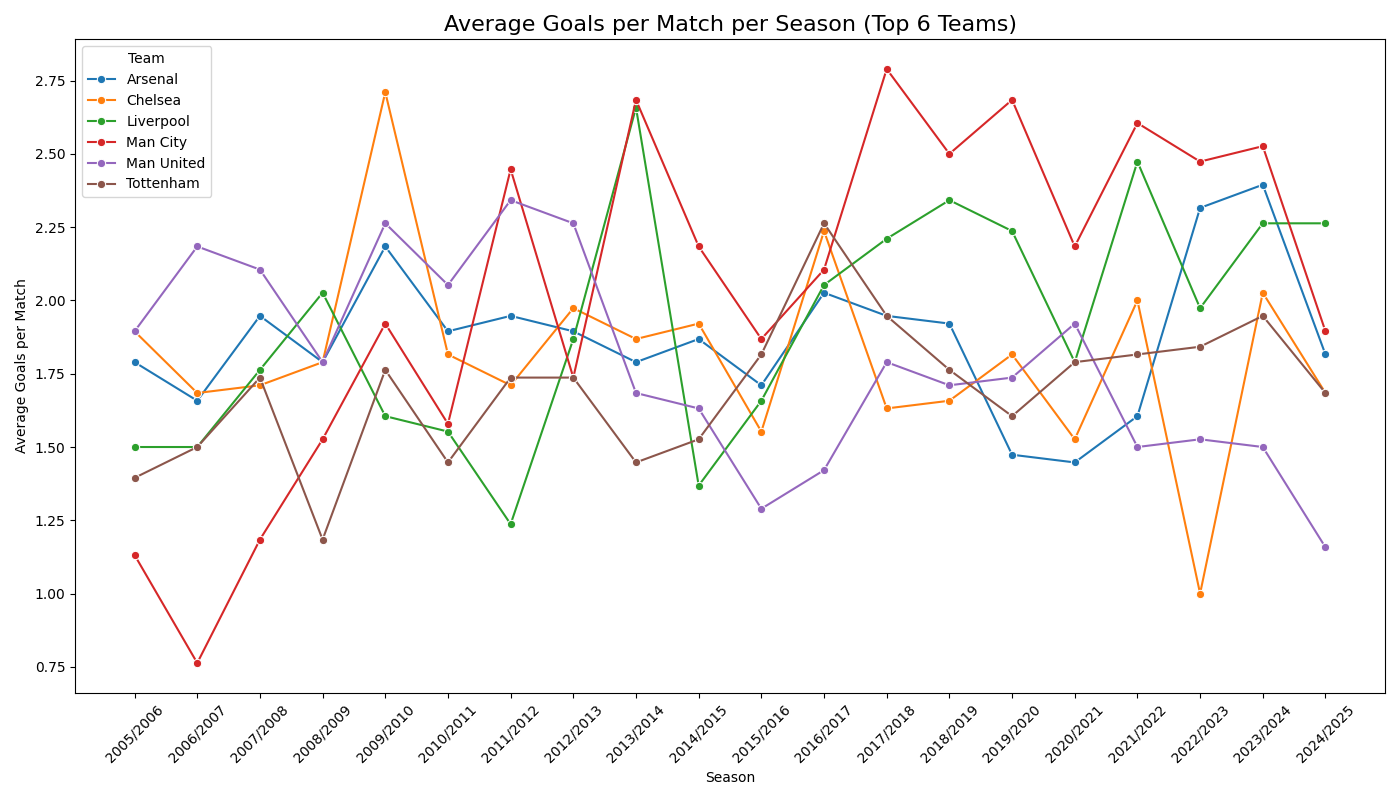 Average Goals per Match per Season (Top 6 Teams)
Team
Arsenal
Chelsea
Liverpool
Man City
Man United
Tottenham
Average Goals per Match
2.75
2.50
2.25
2.00
1.75
1.50
1.25
1.00
0.75
2005/2006
2006/2007
2007/2008
2008/2009
2009/2010
2010/2011
2011/2012
2012/2013
2013/2014
2014/2015
2015/2016
2016/2017
2017/2018
2018/2019
2019/2020
2020/2021
2021/2022
2022/2023
2023/2024
2024/2025
Season